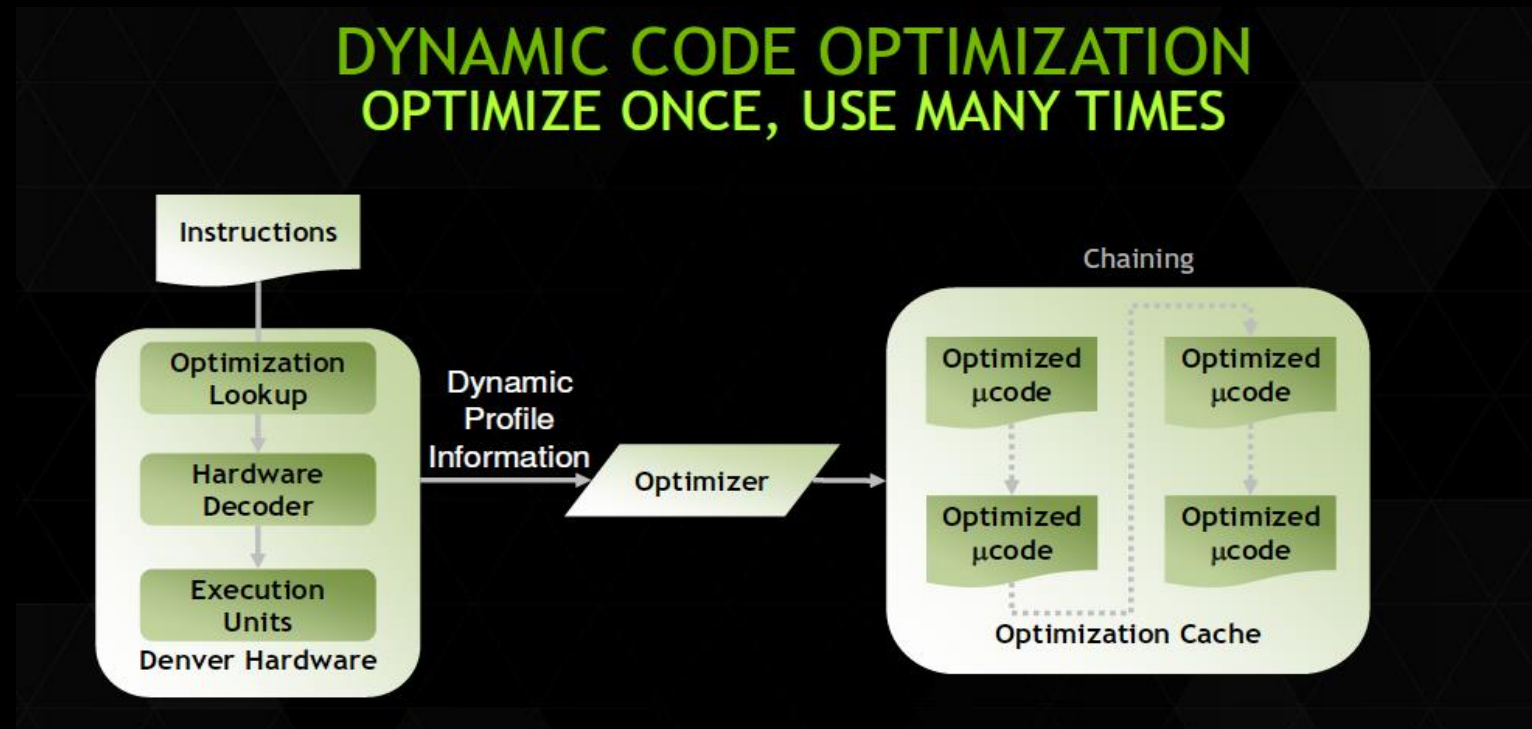 DYNAMIC CODE OPTIMIZATION
OPTIMIZE ONCE, USE MANY TIMES
Instructions
Optimization
Lookup
Hardware
Decoder
Execution
Units
Denver Hardware
Dynamic
Profile
Information
Optimizer
Chaining
Optimized
μcode
Optimized
μcode
Optimized
μcode
Optimized
μcode
Optimization Cache